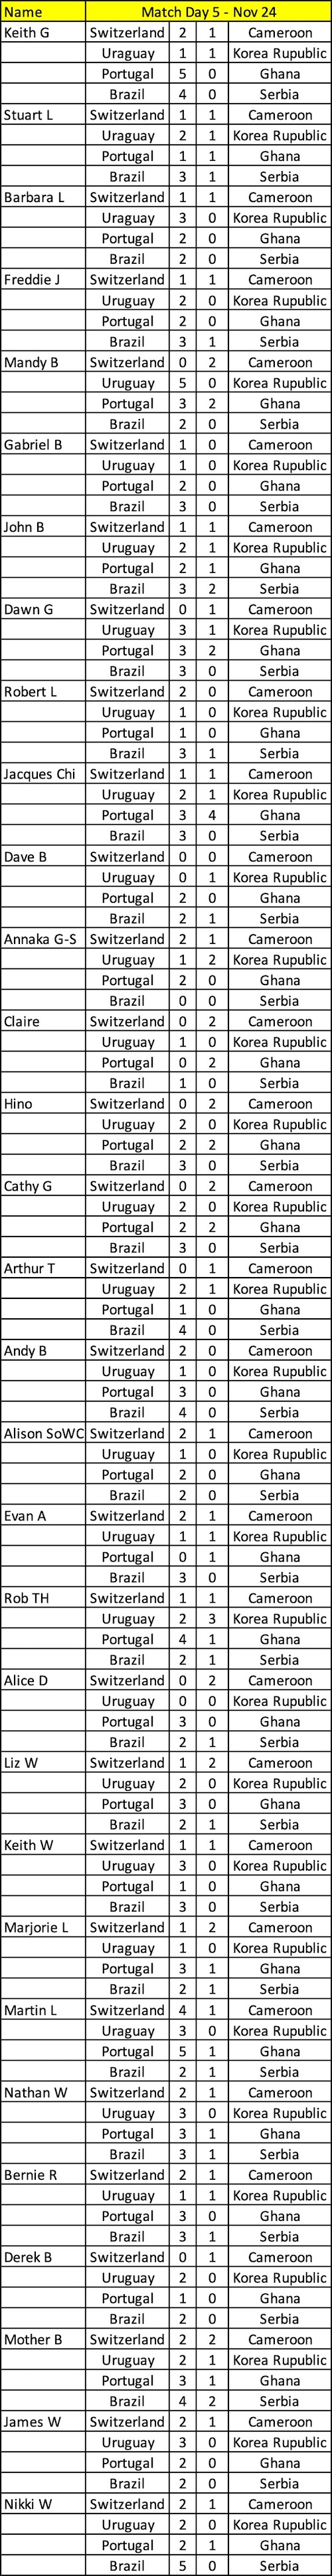 Name Match Day 5 - Nov 24
Keith G Switzerland 2 1 Cameroon
Uraguay 1 1 Korea Rupublic
Portugal 5 0 Ghana
Brazil 4 0 Serbia
Stuart L Switzerland 1 1 Cameroon
Uraguay 2 1 Korea Rupublic
Portugal 1 1 Ghana
Brazil 3 1 Serbia
Barbara L Switzerland 1 1 Cameroon
Uraguay 3 0 Korea Rupublic
Portugal 2 0 Ghana
Brazil 2 0 Serbia
Freddie J Switzerland 1 1 Cameroon
Uruguay 2 0 Korea Rupublic
Portugal 2 0 Ghana
Brazil 3 1 Serbia
Mandy B Switzerland 0 2 Cameroon
Uruguay 5 0 Korea Rupublic
Portugal 3 2 Ghana
Brazil 2 0 Serbia
Gabriel B Switzerland 1 0 Cameroon
Uruguay 1 0 Korea Rupublic
Portugal 2 0 Ghana
Brazil 3 0 Serbia
John B Switzerland 1 1 Cameroon
Uruguay 2 1 Korea Rupublic
Portugal 2 1 Ghana
Brazil 3 2 Serbia
Dawn G Switzerland 0 1 Cameroon
Uruguay 3 1 Korea Rupublic
Portugal 3 2 Ghana
Brazil 3 0 Serbia
Robert L Switzerland 2 0 Cameroon
Uruguay 1 0 Korea Rupublic
Portugal 1 0 Ghana
Brazil 3 1 Serbia
Jacques Chi Switzerland 1 1 Cameroon
Uruguay 2 1 Korea Rupublic
Portugal 3 4 Ghana
Brazil 3 0 Serbia
Dave B Switzerland 0 0 Cameroon
Uruguay 0 1 Korea Rupublic
Portugal 2 0 Ghana
Brazil 2 1 Serbia
Annaka G-S Switzerland 2 1 Cameroon
Uruguay 1 2 Korea Rupublic
Portugal 2 0 Ghana
Brazil 0 0 Serbia
Claire Switzerland 0 2 Cameroon
Uruguay 1 0 Korea Rupublic
Portugal 0 2 Ghana
Brazil 1 0 Serbia
Hino Switzerland 0 2 Cameroon
Uruguay 2 0 Korea Rupublic
Portugal 2 2 Ghana
Brazil 3 0 Serbia
Cathy G Switzerland 0 2 Cameroon
Uruguay 2 0 Korea Rupublic
Portugal 2 2 Ghana
Brazil 3 0 Serbia
Arthur T Switzerland 0 1 Cameroon
Uruguay 2 1 Korea Rupublic
Portugal 1 0 Ghana
Brazil 4 0 Serbia
Andy B Switzerland 2 0 Cameroon
Uruguay 1 0 Korea Rupublic
Portugal 3 0 Ghana
Brazil 4 0 Serbia
Alison SoWC Switzerland 2 1 Cameroon
Uruguay 1 0 Korea Rupublic
Portugal 2 0 Ghana
Brazil 2 0 Serbia
Evan A Switzerland 2 1 Cameroon
Uruguay 1 1 Korea Rupublic
Portugal 0 1 Ghana
Brazil 3 0 Serbia
Rob TH Switzerland 1 1 Cameroon
Uruguay 2 3 Korea Rupublic
Portugal 4 1 Ghana
Brazil 2 1 Serbia
Alice D Switzerland 0 2 Cameroon
Uruguay 0 0 Korea Rupublic
Portugal 3 0 Ghana
Brazil 2 1 Serbia
Liz W Switzerland 1 2 Cameroon
Uruguay 2 0 Korea Rupublic
Portugal 3 0 Ghana
Brazil 2 1 Serbia
Keith W Switzerland 1 1 Cameroon
Uruguay 3 0 Korea Rupublic
Portugal 1 0 Ghana
Brazil 3 0 Serbia
Marjorie L Switzerland 1 2 Cameroon
Uraguay 1 0 Korea Rupublic
Portugal 3 1 Ghana
Brazil 2 1 Serbia
Martin L Switzerland 4 1 Cameroon
Uraguay 3 0 Korea Rupublic
Portugal 5 1 Ghana
Brazil 2 1 Serbia
Nathan W Switzerland 2 1 Cameroon
Uruguay 3 0 Korea Rupublic
Portugal 3 1 Ghana
Brazil 3 1 Serbia
Bernie R Switzerland 2 1 Cameroon
Uruguay 1 1 Korea Rupublic
Portugal 3 0 Ghana
Brazil 3 1 Serbia
Derek B Switzerland 0 1 Cameroon
Uruguay 2 0 Korea Rupublic
Portugal 1 0 Ghana
Brazil 2 0 Serbia
Mother B Switzerland 2 2 Cameroon
Uruguay 2 1 Korea Rupublic
Portugal 3 1 Ghana
Brazil 4 2 Serbia
James W Switzerland 2 1 Cameroon
Uruguay 3 0 Korea Rupublic
Portugal 2 0 Ghana
Brazil 2 0 Serbia
Nikki W Switzerland 2 1 Cameroon
Uruguay 2 0 Korea Rupublic
Portugal 2 1 Ghana
Brazil 5 0 Serbia